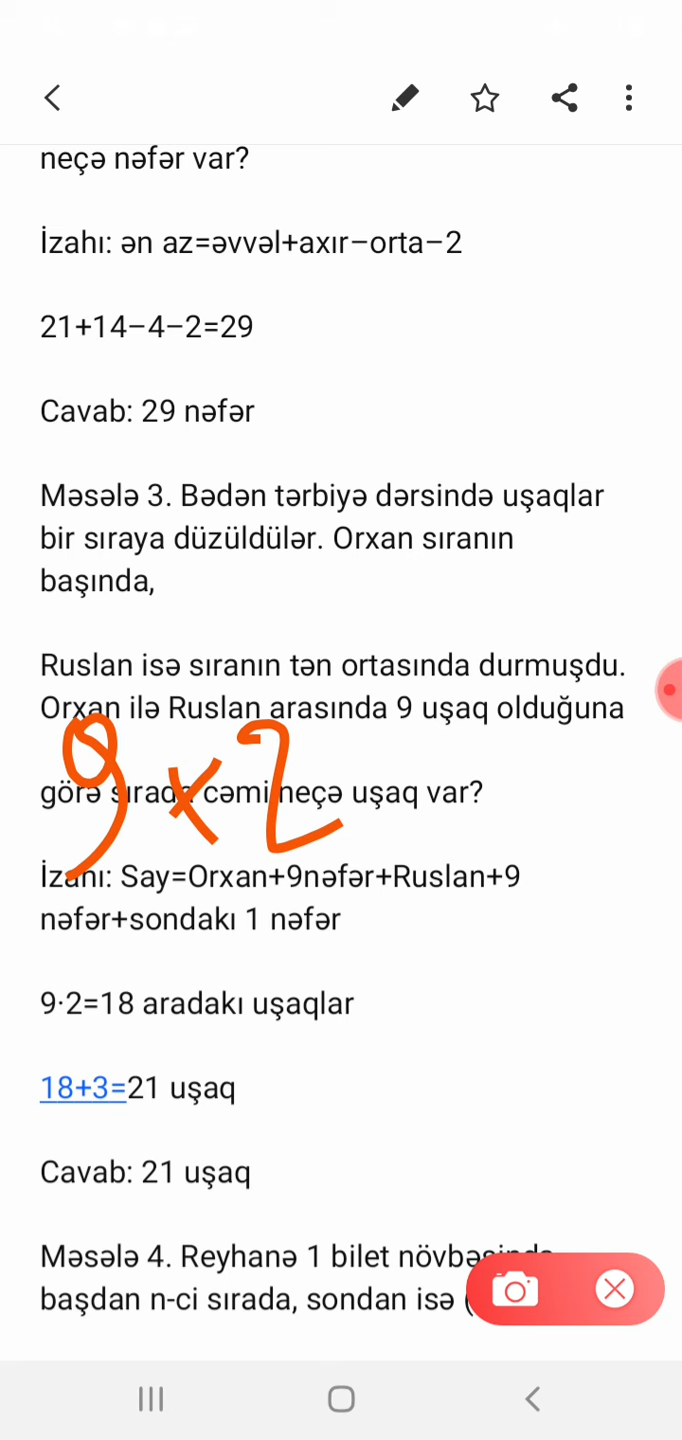 neçə nəfər var?
İzahı: ən az=əvvəl+axır−orta−2
21+14−4−2=29
Cavab: 29 nəfər
Məsələ 3. Bədən tərbiyə dərsində uşaqlar
bir sıraya düzüldülər. Orxan sıranın
başında,
Ruslan isə sıranın tən ortasında durmuşdu.
Orxan ilə Ruslan arasında 9 uşaq olduğuna
9 x 2
görə sırada cəmi neçə uşaq var?
İzahı: Say=Orxan+9nəfər+Ruslan+9
nəfər+sondakı 1 nəfər
9·2=18 aradakı uşaqlar
18+3=21 uşaq
Cavab: 21 uşaq
Məsələ 4. Reyhanə 1 bilet növbəsində
başdan n-ci sırada, sondan isə (